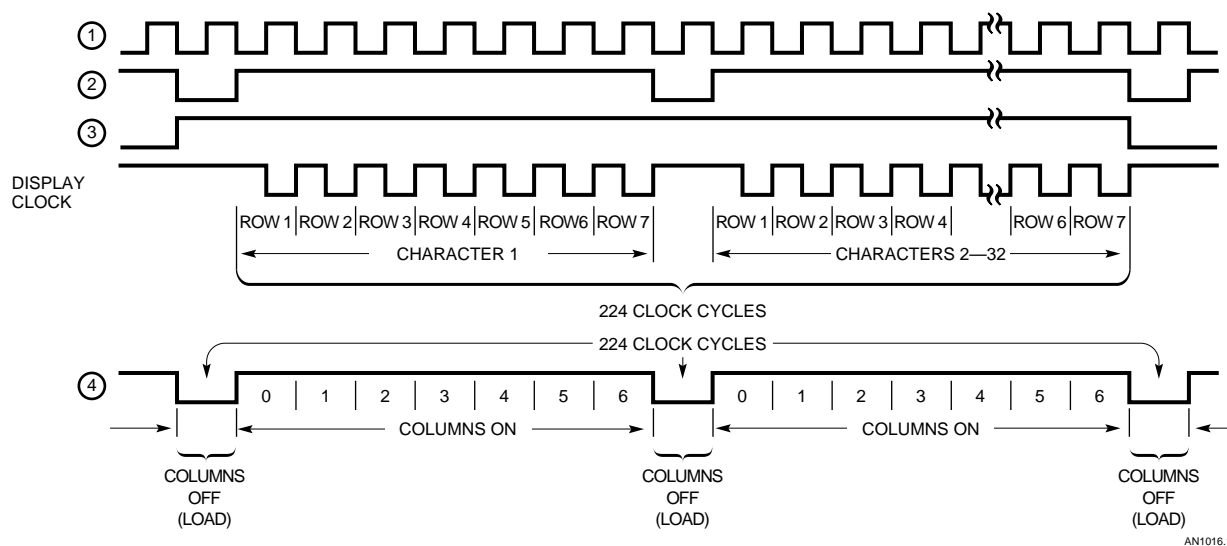 1
2
3
DISPLAY
CLOCK
ROW 1 ROW 2 ROW 3 ROW 4 ROW 5 ROW6 ROW 7 ROW 1 ROW 2 ROW 3 ROW 4 ROW 6 ROW 7
CHARACTER 1 CHARACTERS 2—32
224 CLOCK CYCLES
224 CLOCK CYCLES
4
0 1 2 3 4 5 6 0 1 2 3 4 5 6
COLUMNS ON COLUMNS ON
COLUMNS
OFF
(LOAD)
COLUMNS
OFF
(LOAD)
COLUMNS
OFF
(LOAD)
AN1016.